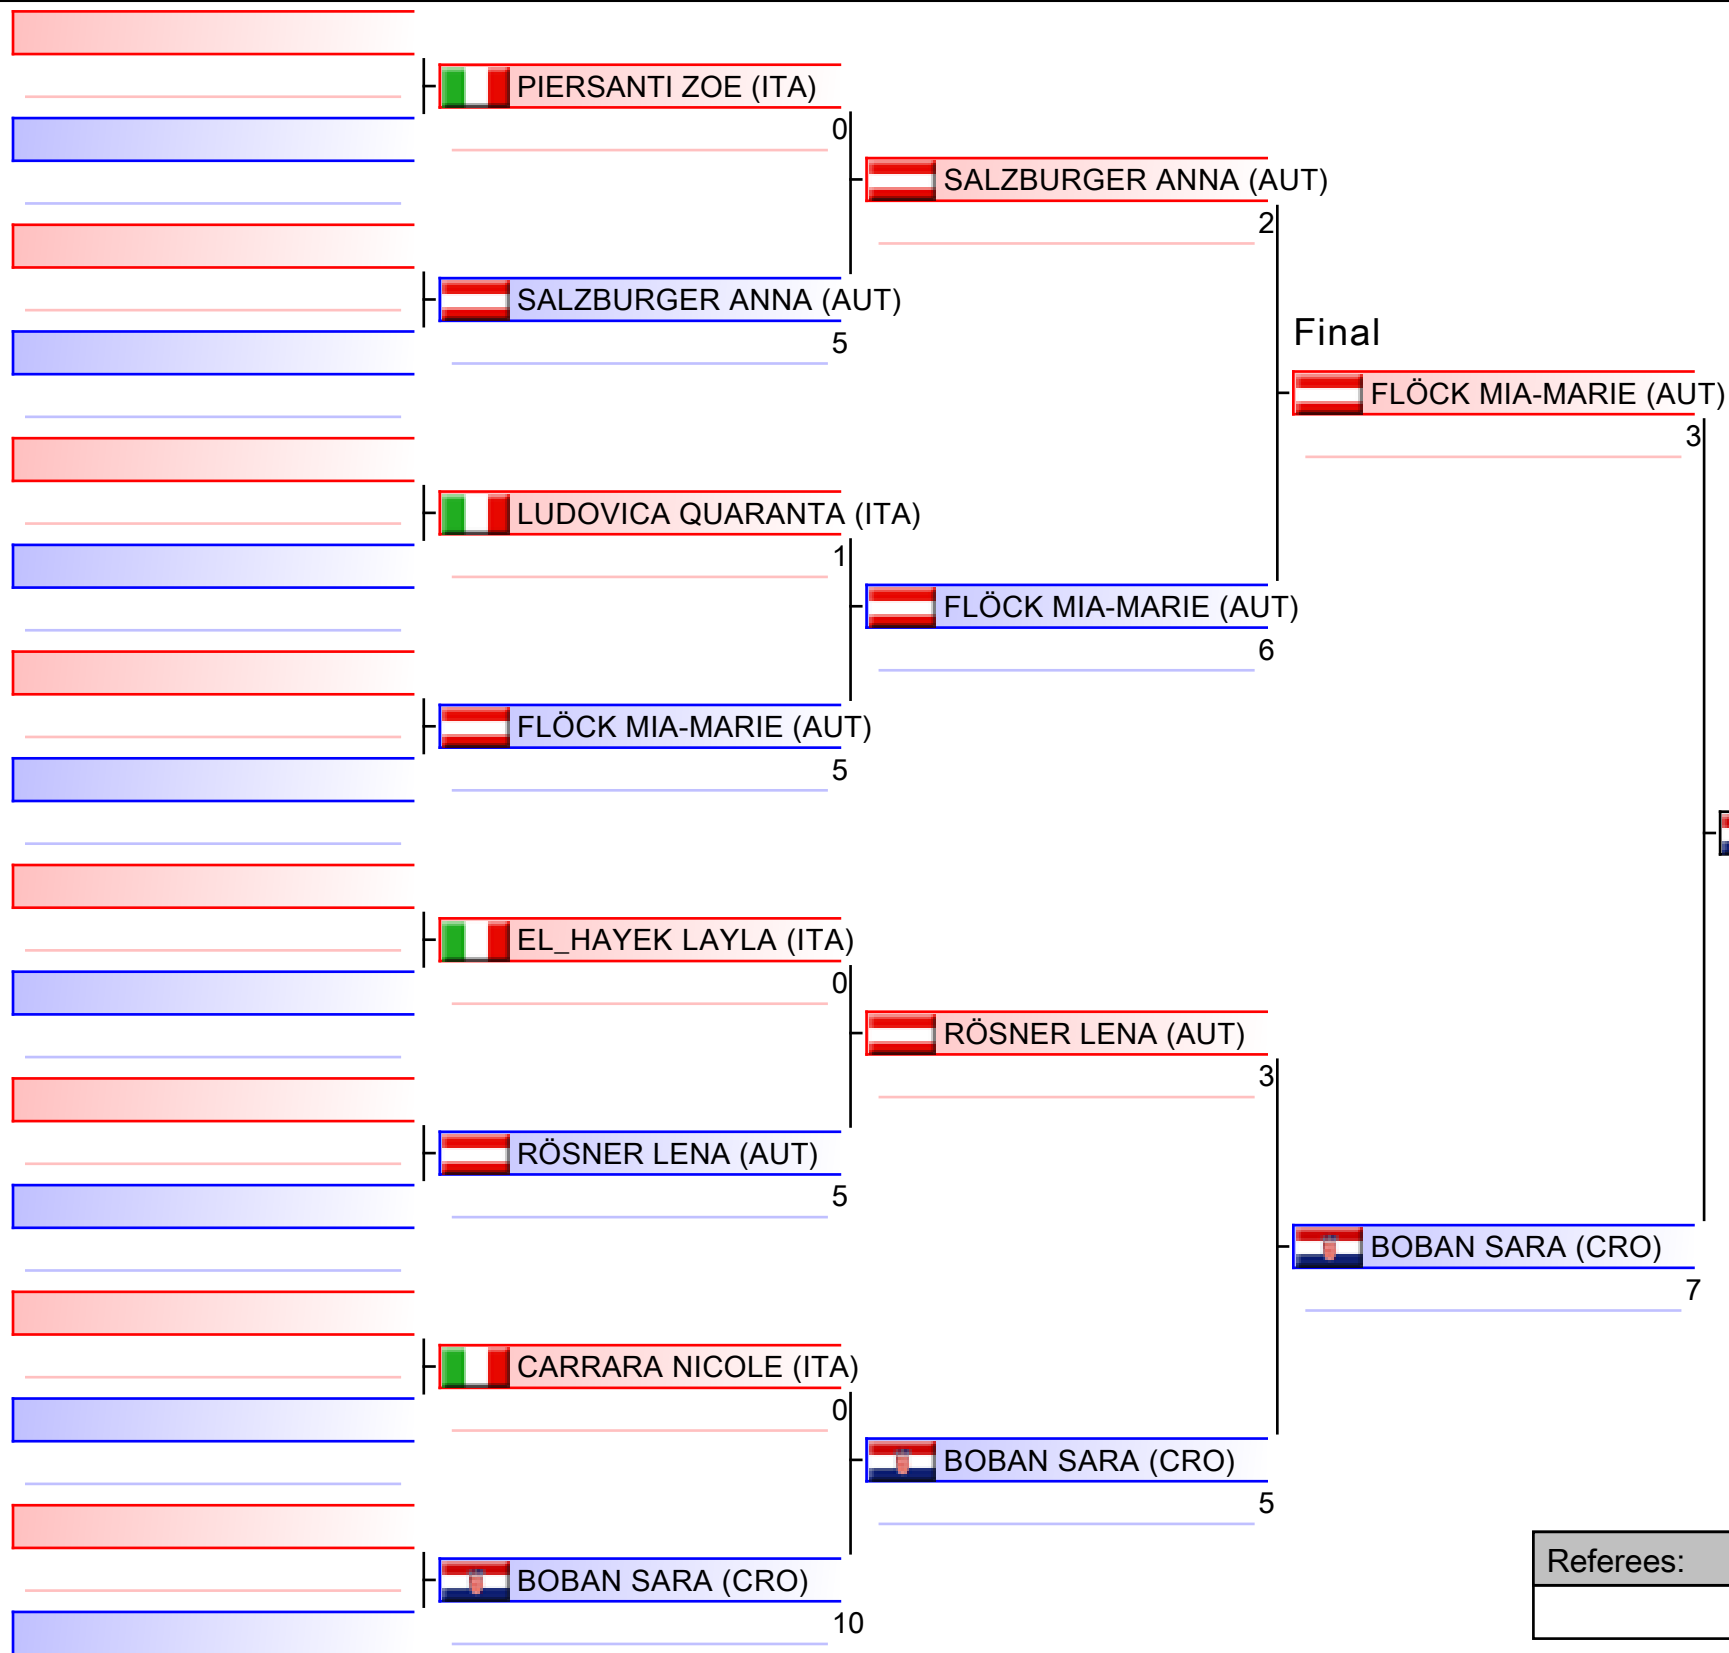 PIERSANTI ZOE (ITA)
0
SALZBURGER ANNA (AUT)
2
SALZBURGER ANNA (AUT)
5
Final
FLÖCK MIA-MARIE (AUT)
3
LUDOVICA QUARANTA (ITA)
1
FLÖCK MIA-MARIE (AUT)
6
FLÖCK MIA-MARIE (AUT)
5
EL_HAYEK LAYLA (ITA)
0
RÖSNER LENA (AUT)
3
RÖSNER LENA (AUT)
5
BOBAN SARA (CRO)
7
CARRARA NICOLE (ITA)
0
BOBAN SARA (CRO)
5
BOBAN SARA (CRO)
10
Referees: